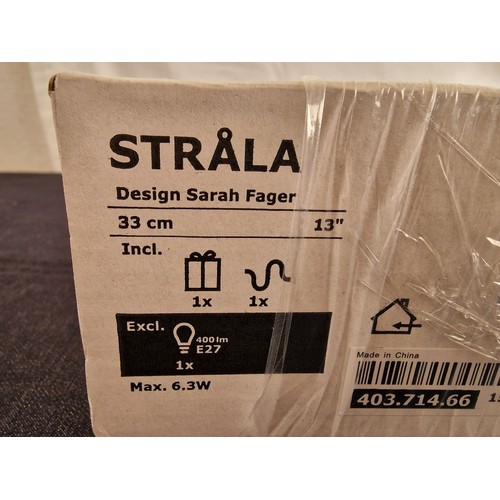 STRÅLA
Design Sarah Fager
33 cm 13"
Incl.
1x 1x
Excl. 400lm
E27
1x
Max. 6.3W
Made in China
403.714.66